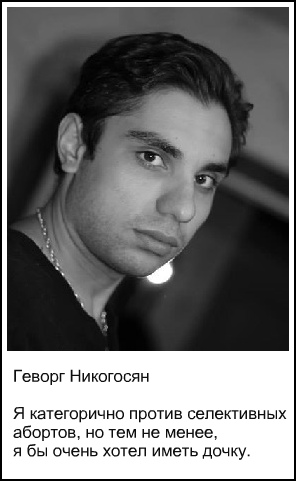 Геворг Никогосян
Я категорично против селективных
абортов, но тем не менее,
я бы очень хотел иметь дочку.